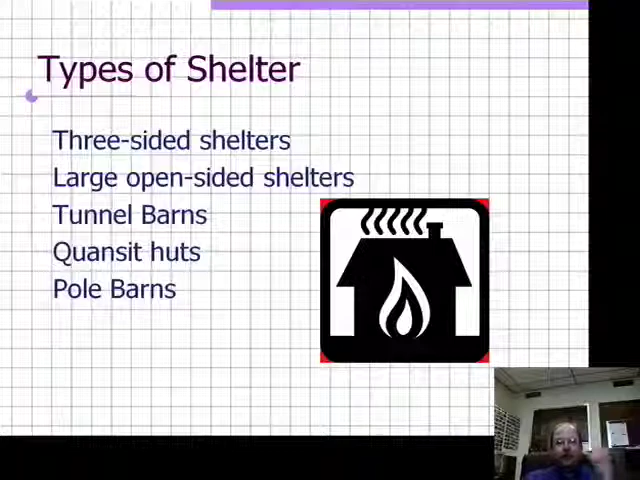 Types of Shelter
Three-sided shelters
Large open-sided shelters
Tunnel Barns
Quansit huts
Pole Barns